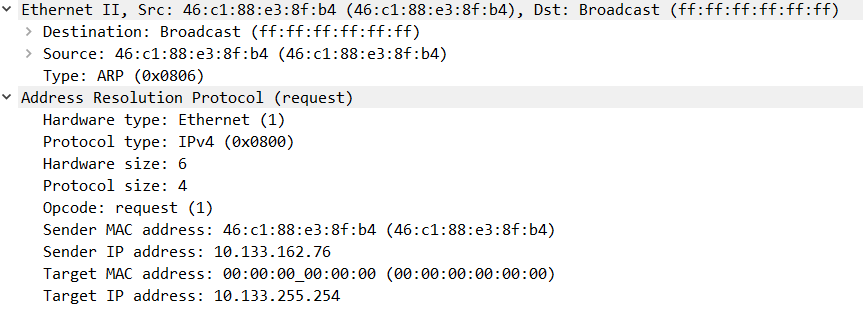 Ethernet II, Src: 46:c1:88:e3:8f:b4 (46:c1:88:e3:8f:b4), Dst: Broadcast (ff:ff:ff:ff:ff:ff)
Destination: Broadcast (ff:ff:ff:ff:ff:ff)
Source: 46:c1:88:e3:8f:b4 (46:c1:88:e3:8f:b4)
Type: ARP (0x0806)
Address Resolution Protocol (request)
Hardware type: Ethernet (1)
Protocol type: IPv4 (0x0800)
Hardware size: 6
Protocol size: 4
Opcode: request (1)
Sender MAC address: 46:c1:88:e3:8f:b4 (46:c1:88:e3:8f:b4)
Sender IP address: 10.133.162.76
Target MAC address: 00:00:00_00:00:00 (00:00:00:00:00:00)
Target IP address: 10.133.255.254